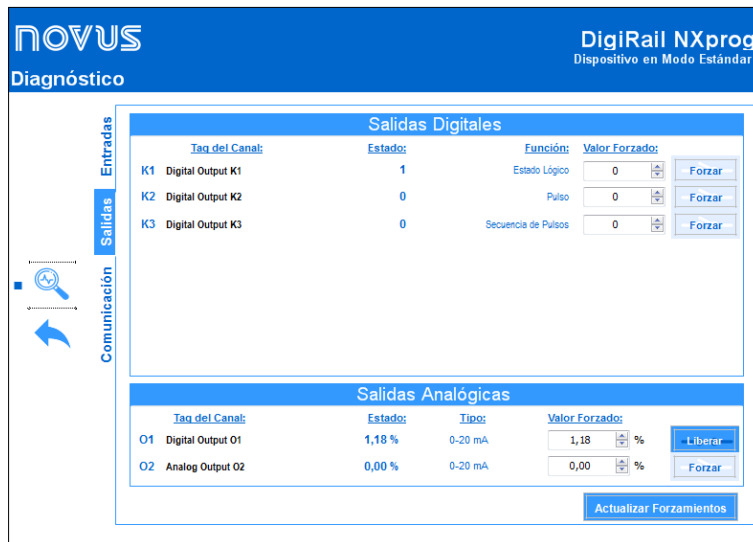 novus
DigiRail NXprog
Dispositivo en Modo Estándar
Diagnóstico
Entradas
Salidas
Comunicación
Salidas Digitales
Tag del Canal: Estado: Función: Valor Forzado:
K1 Digital Output K1 1 Estado Lógico 0 Forzar
K2 Digital Output K2 0 Pulso 0 Forzar
K3 Digital Output K3 0 Secuencia de Pulsos 0 Forzar
Salidas Analógicas
Tag del Canal: Estado: Tipo: Valor Forzado:
O1 Digital Output O1 1,18 % 0-20 mA 1,18 % Liberar
O2 Analog Output O2 0,00 % 0-20 mA 0,00 % Forzar
Actualizar Forzamientos